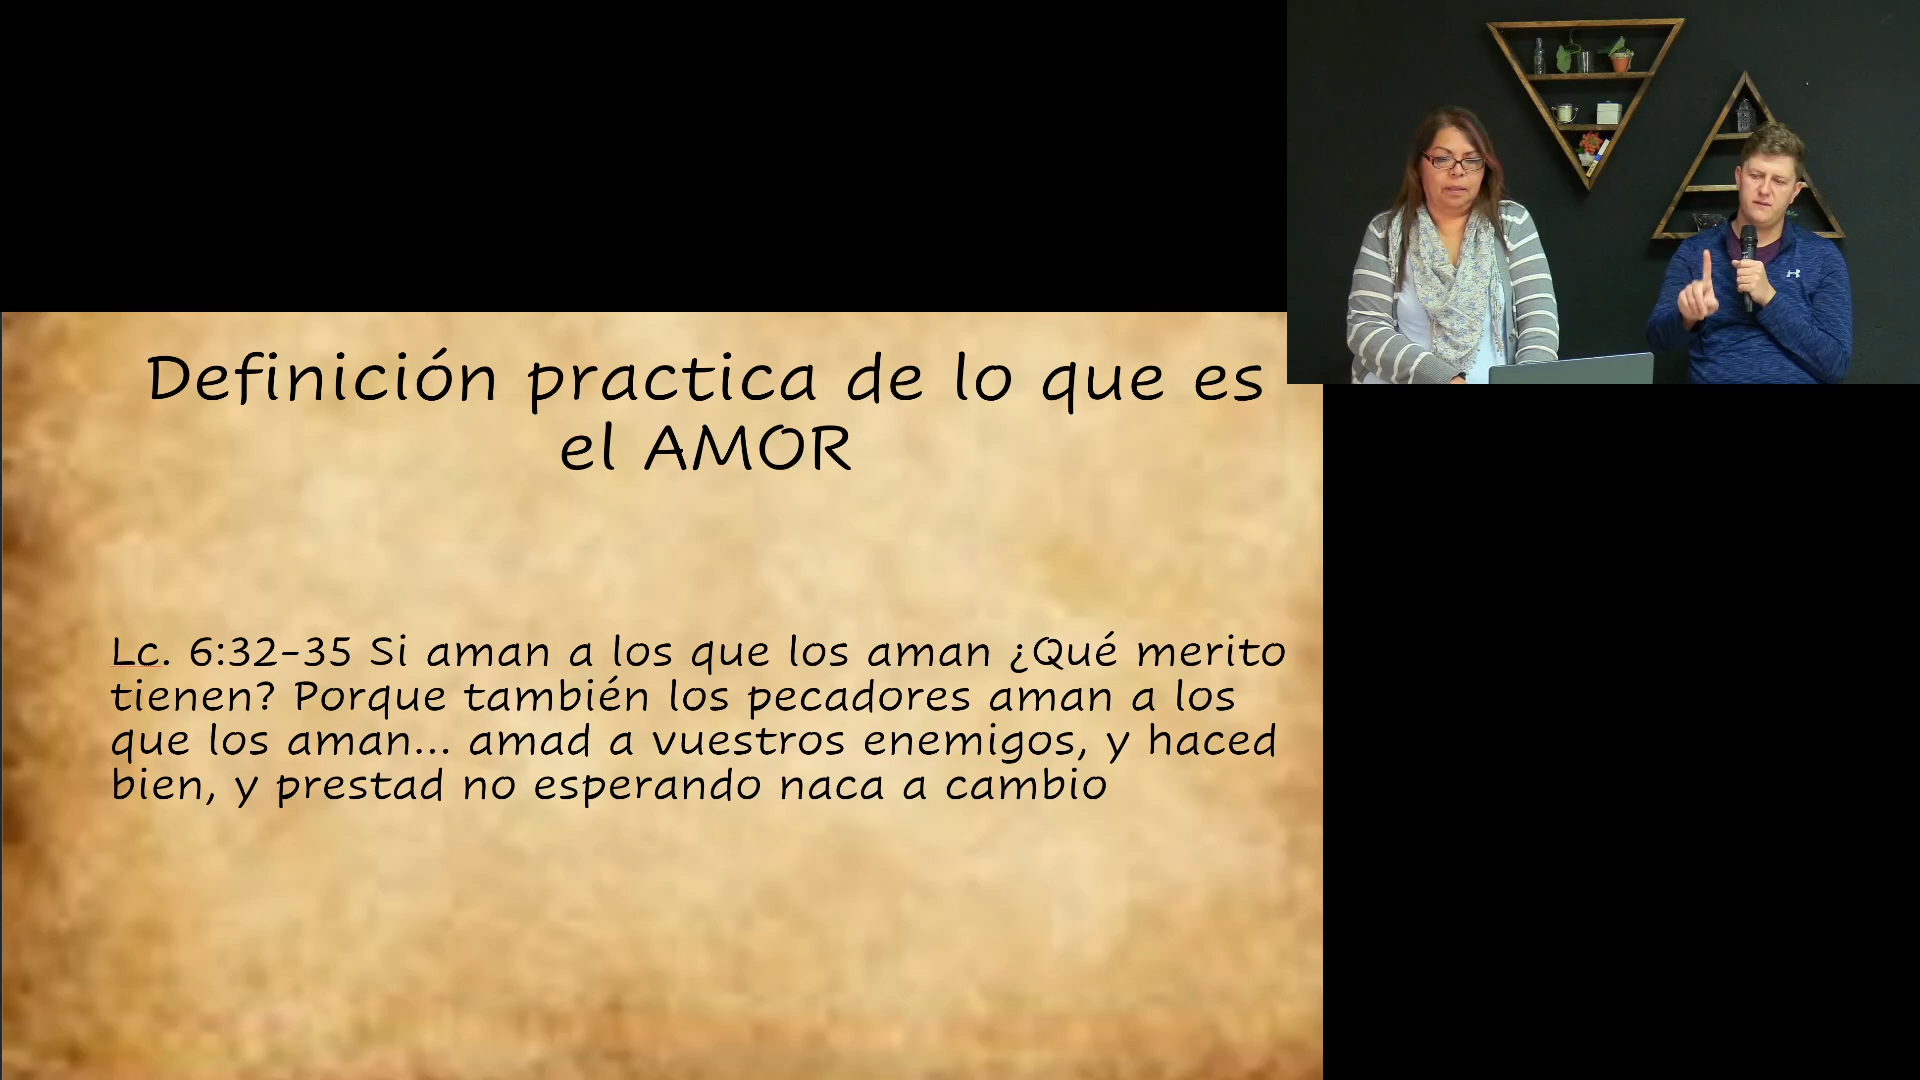 Definición practica de lo que es
el AMOR
Lc. 6:32-35 Si aman a los que los aman ¿Qué merito
tienen? Porque también los pecadores aman a los
que los aman... amad a vuestros enemigos, y haced
bien, y prestad no esperando naca a cambio